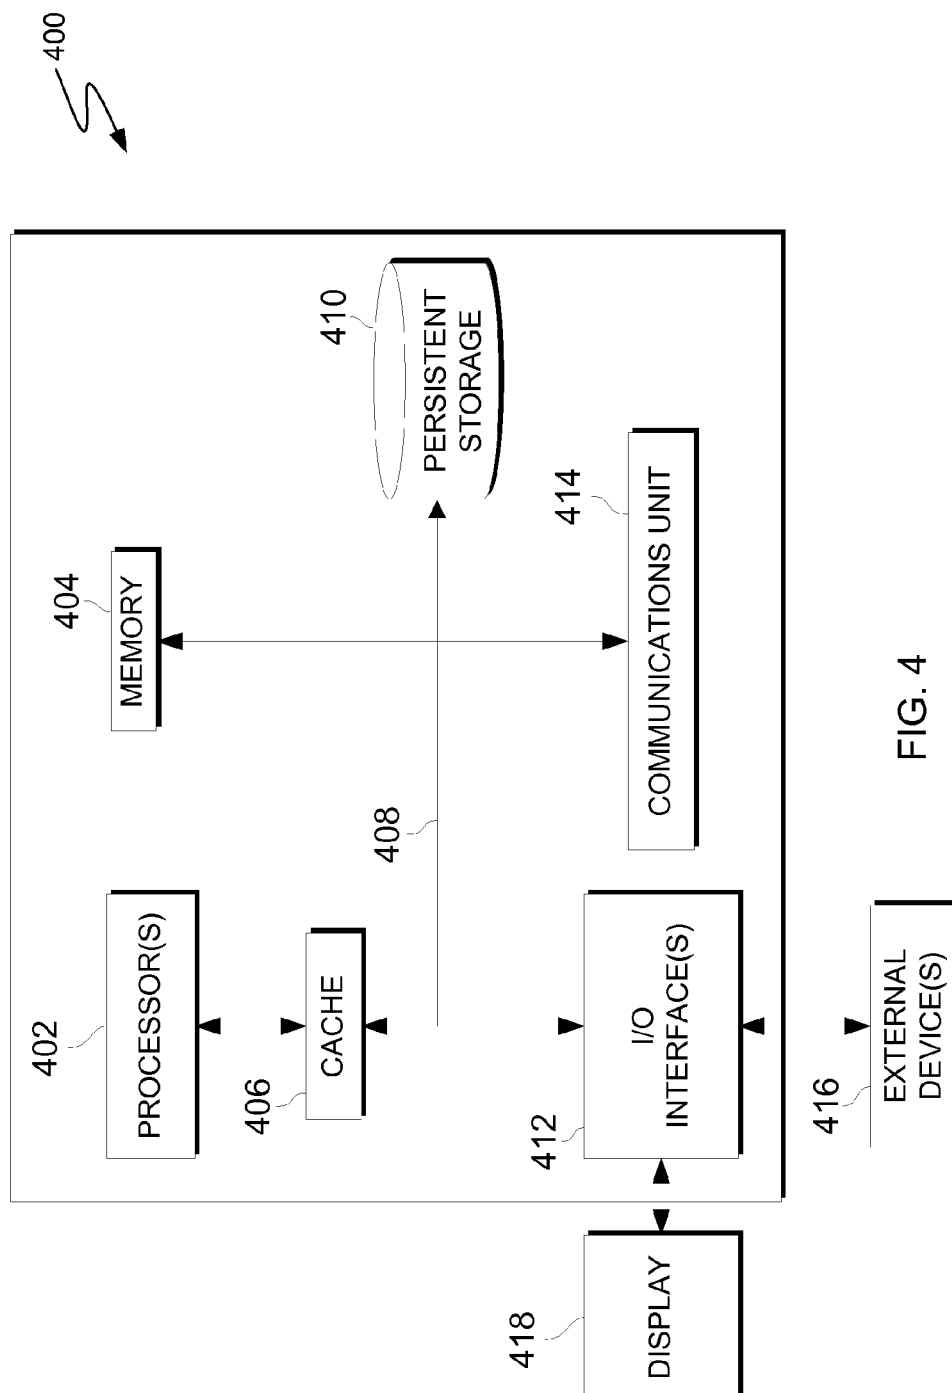 400
402
PROCESSOR(S)
404
MEMORY
406
CACHE
408
410
PERSISTENT
STORAGE
412
I/O
INTERFACE(S)
414
COMMUNICATIONS UNIT
418
DISPLAY
416
EXTERNAL
DEVICE(S)
FIG. 4